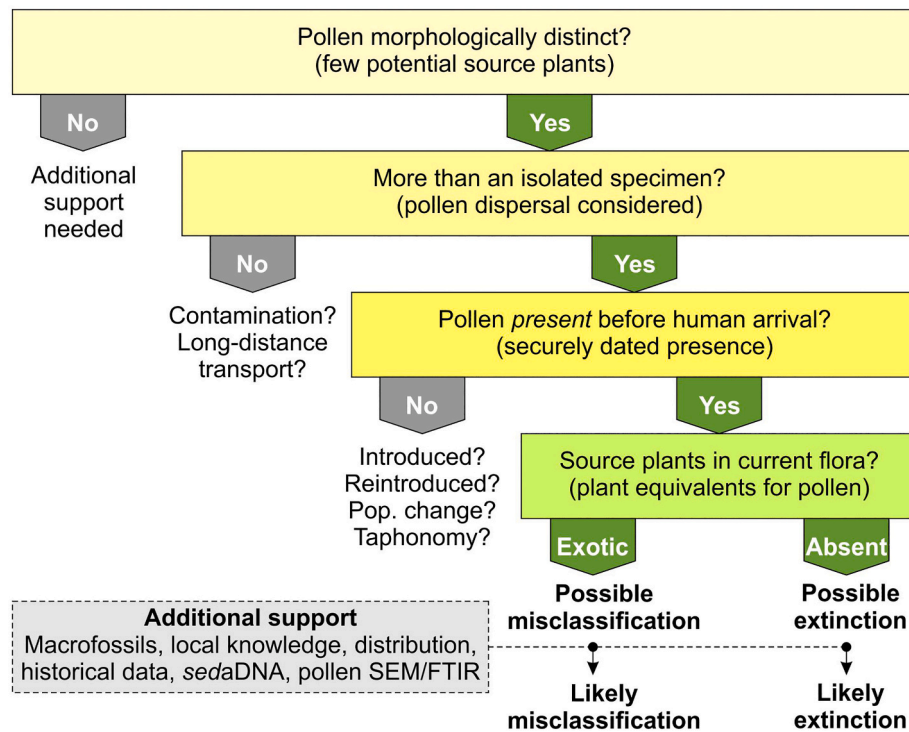 Pollen morphologically distinct?
(few potential source plants)
No
Yes
Additional
support
needed
More than an isolated specimen?
(pollen dispersal considered)
No
Yes
Contamination?
Long-distance
transport?
Pollen present before human arrival?
(securely dated presence)
No
Yes
Introduced?
Reintroduced?
Pop. change?
Taphonomy?
Source plants in current flora?
(plant equivalents for pollen)
Exotic
Absent
Possible
misclassification
Possible
extinction
Additional support
Macrofossils, local knowledge, distribution,
historical data, sedaDNA, pollen SEM/FTIR
Likely
misclassification
Likely
extinction